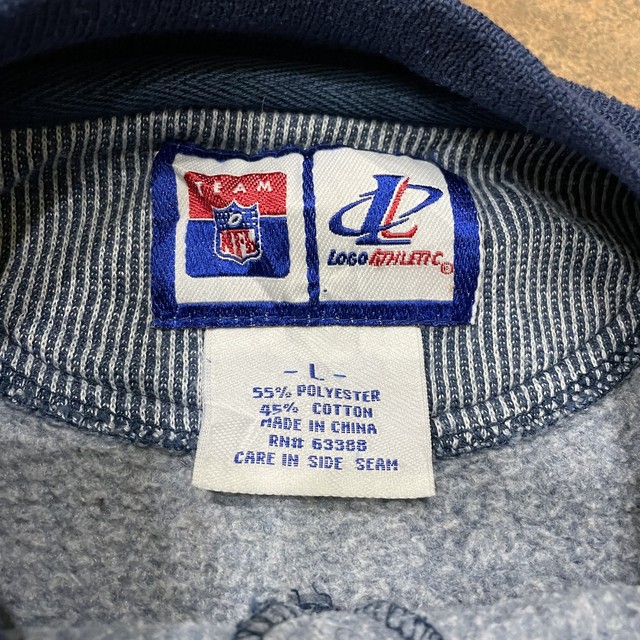 TEAM
NFL
LOGO ATHLETIC®
- L -
55% POLYESTER
45% COTTON
MADE IN CHINA
RN# 63388
CARE IN SIDE SEAM